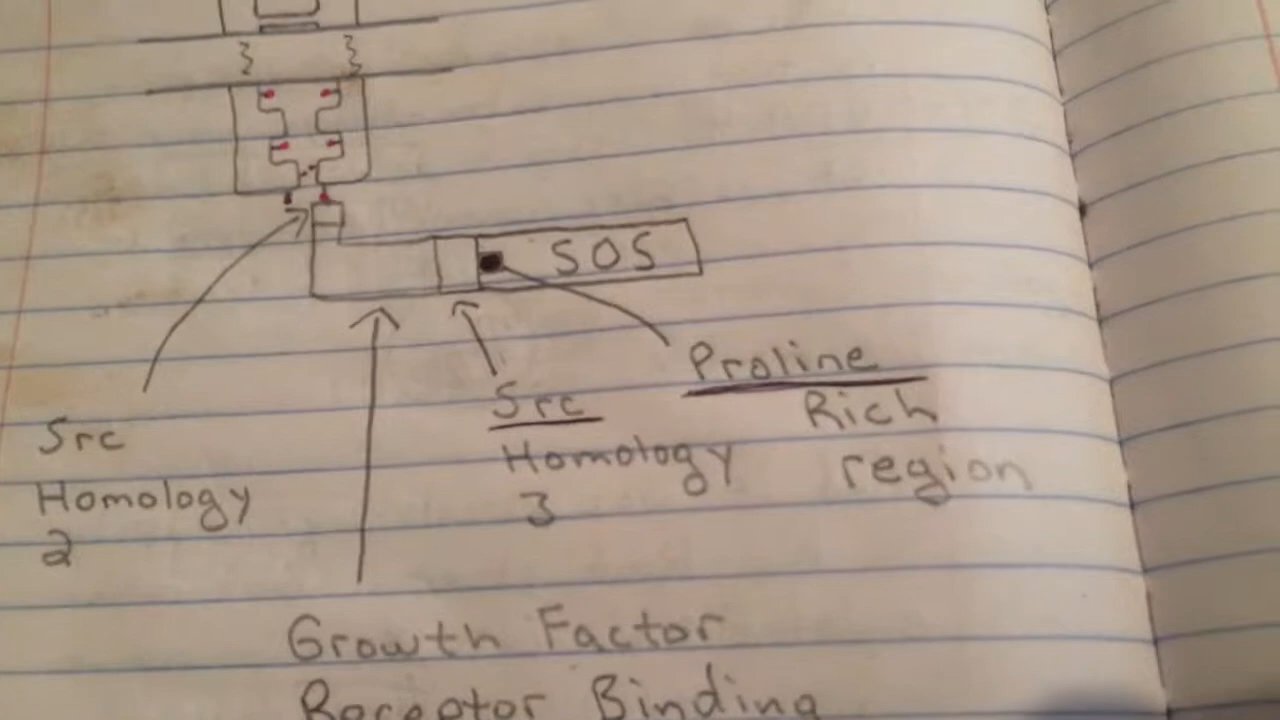 SOS
Proline
Rich
region
Src
Homology
3
Src
Homology
2
Growth Factor
Receptor Binding